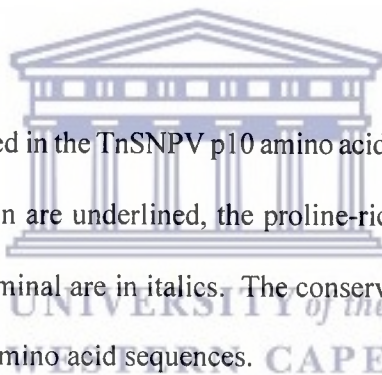 ed in the TnSNPV p10 amino acid
n are underlined, the proline-ric
minal are in italics. The conserv
UNIVERSITY of the
mino acid sequences.
WESTERN CAPE